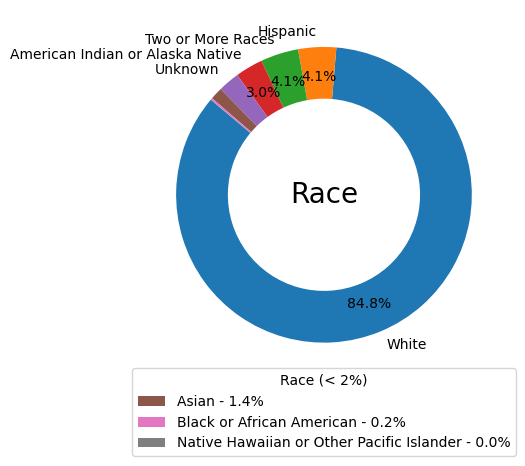 Hispanic
Two or More Races
American Indian or Alaska Native
Unknown
3.0%
4.1%
4.1%
Race
84.8%
White
Race (< 2%)
Asian - 1.4%
Black or African American - 0.2%
Native Hawaiian or Other Pacific Islander - 0.0%